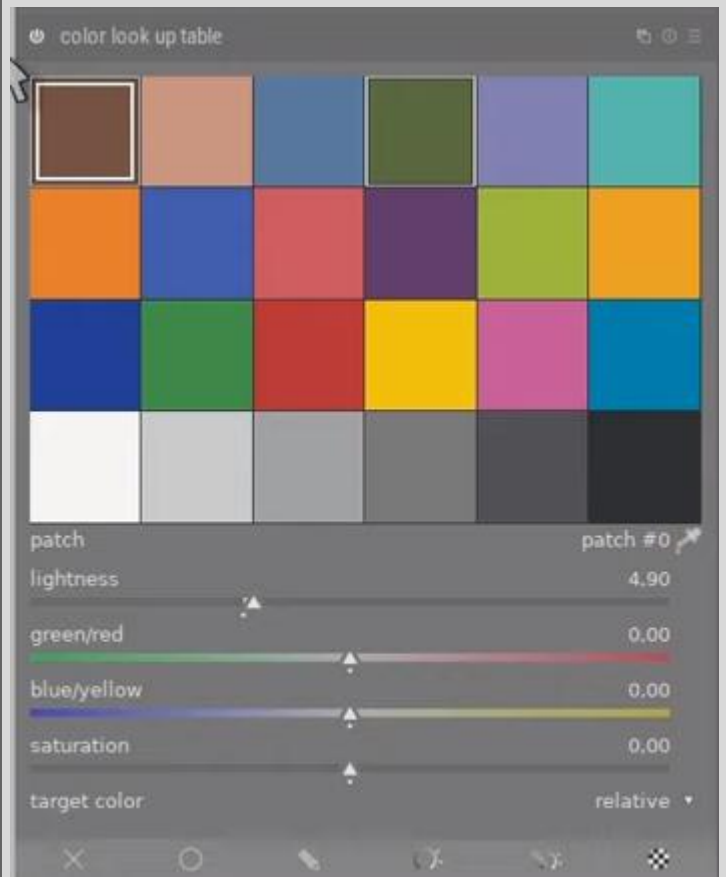 color look up table
patch patch #0
lightness 4.90
green/red 0.00
blue/yellow 0.00
saturation 0.00
target color relative